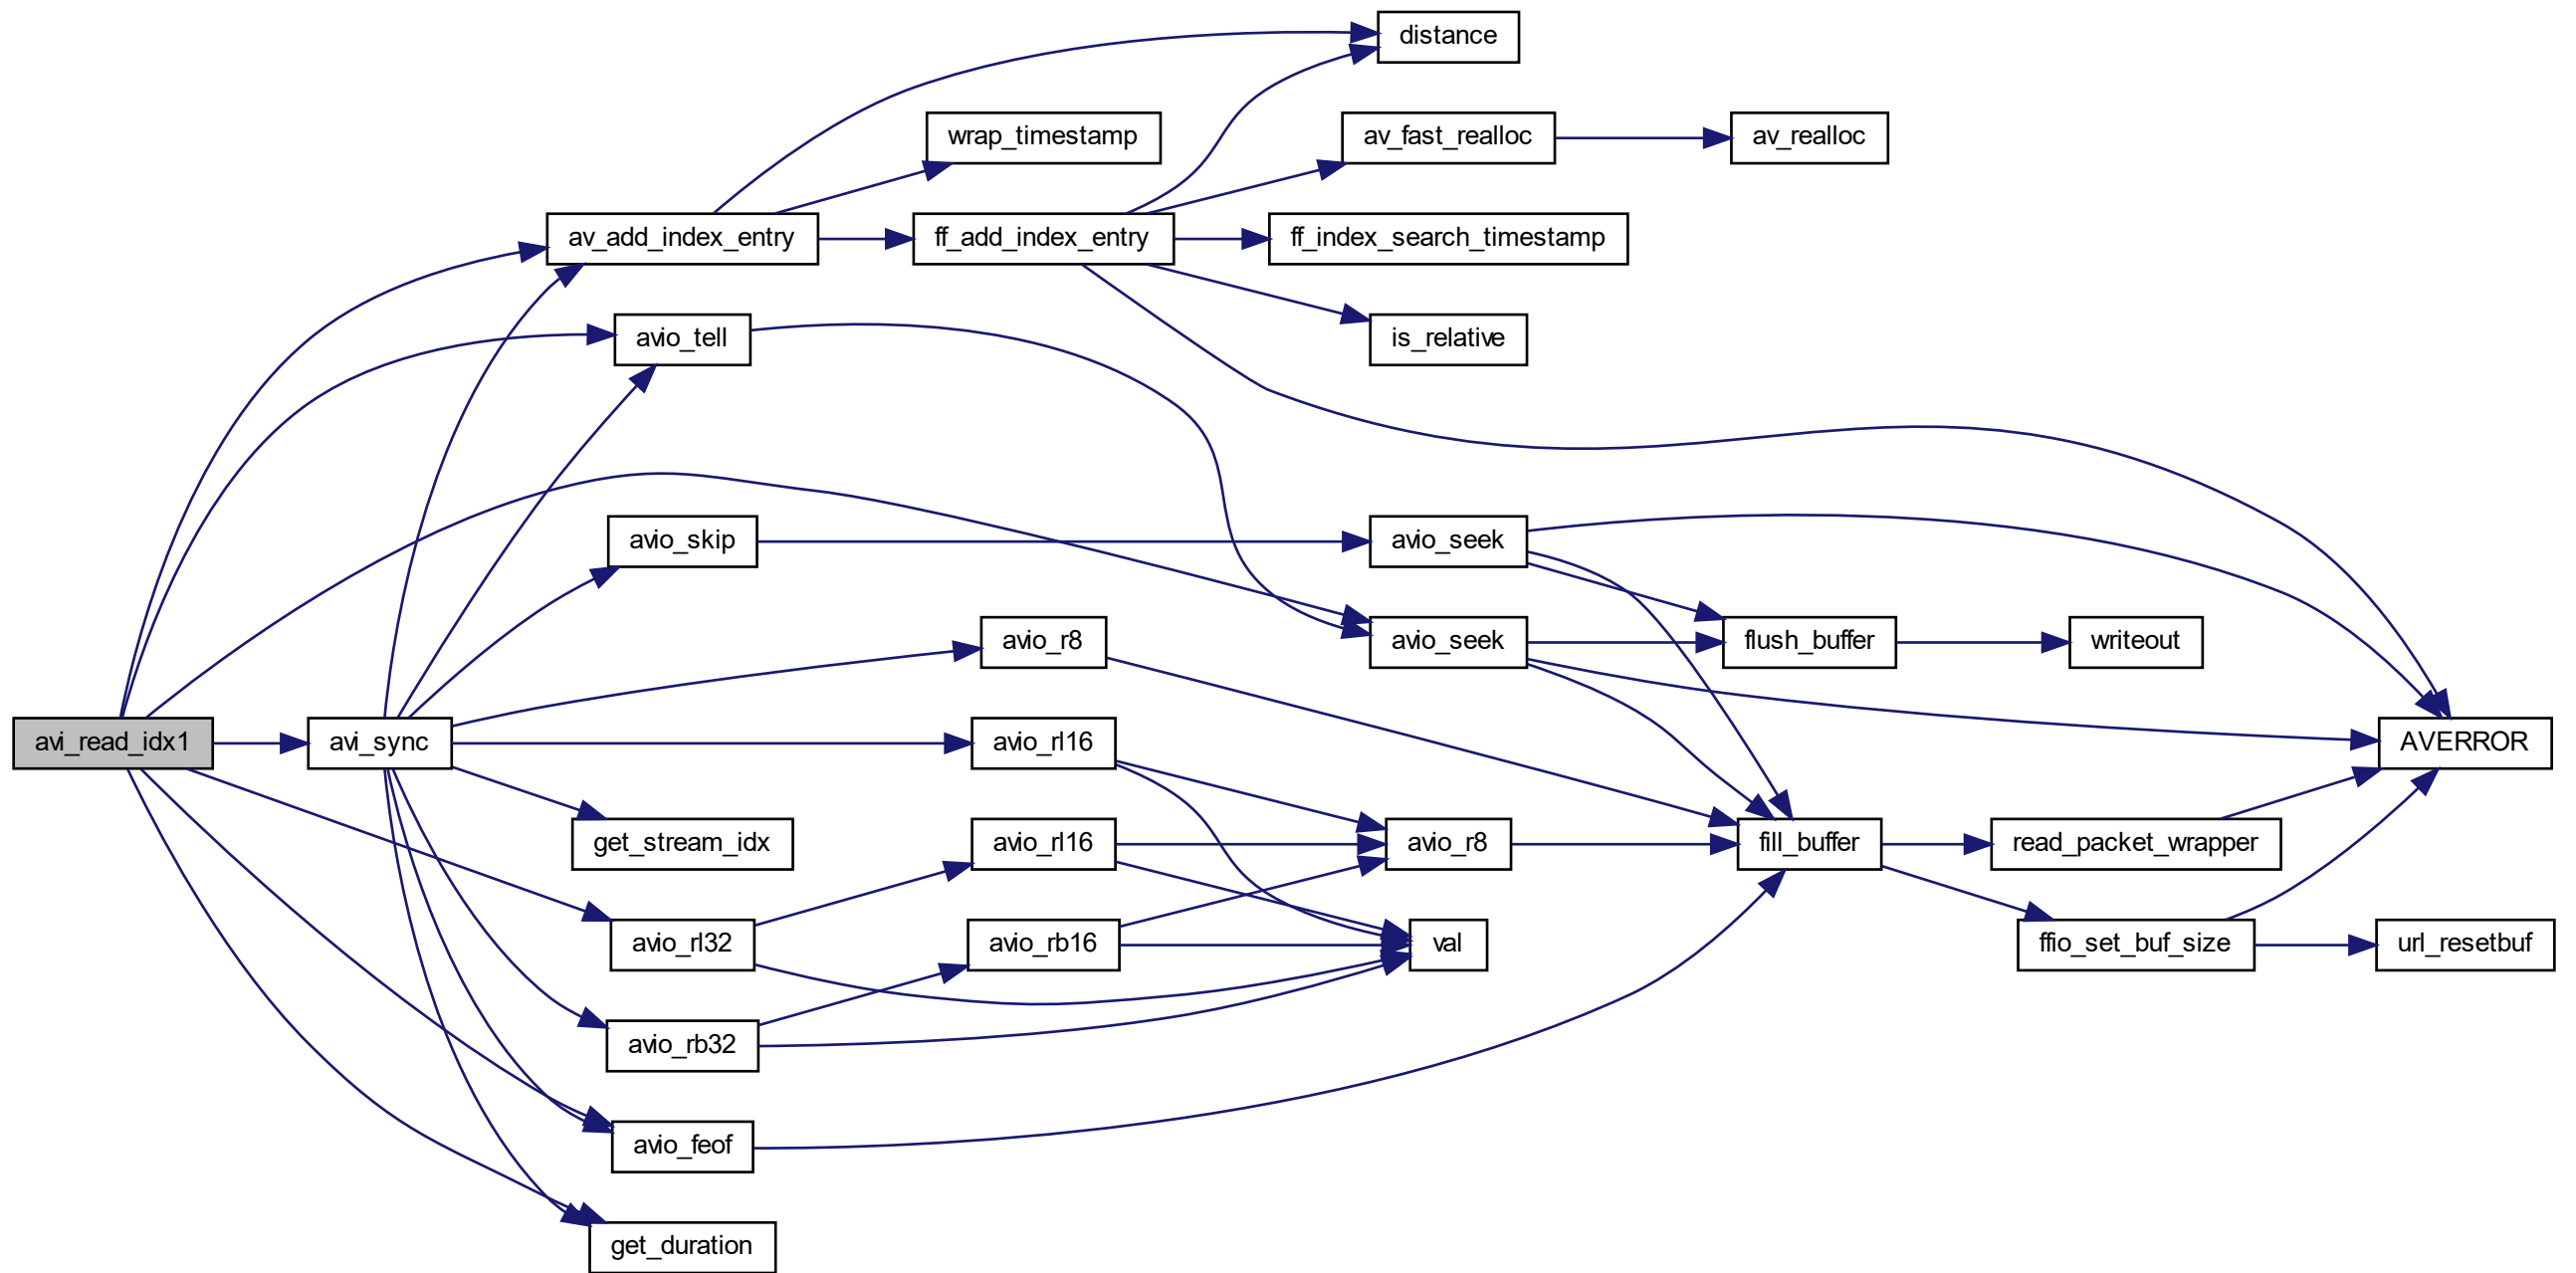 distance
wrap_timestamp
av_fast_realloc
av_realloc
av_add_index_entry
ff_add_index_entry
ff_index_search_timestamp
avio_tell
is_relative
avio_skip
avio_seek
avio_r8
avio_seek
flush_buffer
writeout
avi_read_idx1
avi_sync
avio_rl16
AVERROR
get_stream_idx
avio_rl16
avio_r8
fill_buffer
read_packet_wrapper
avio_rl32
avio_rb16
val
ffio_set_buf_size
url_resetbuf
avio_rb32
avio_feof
get_duration